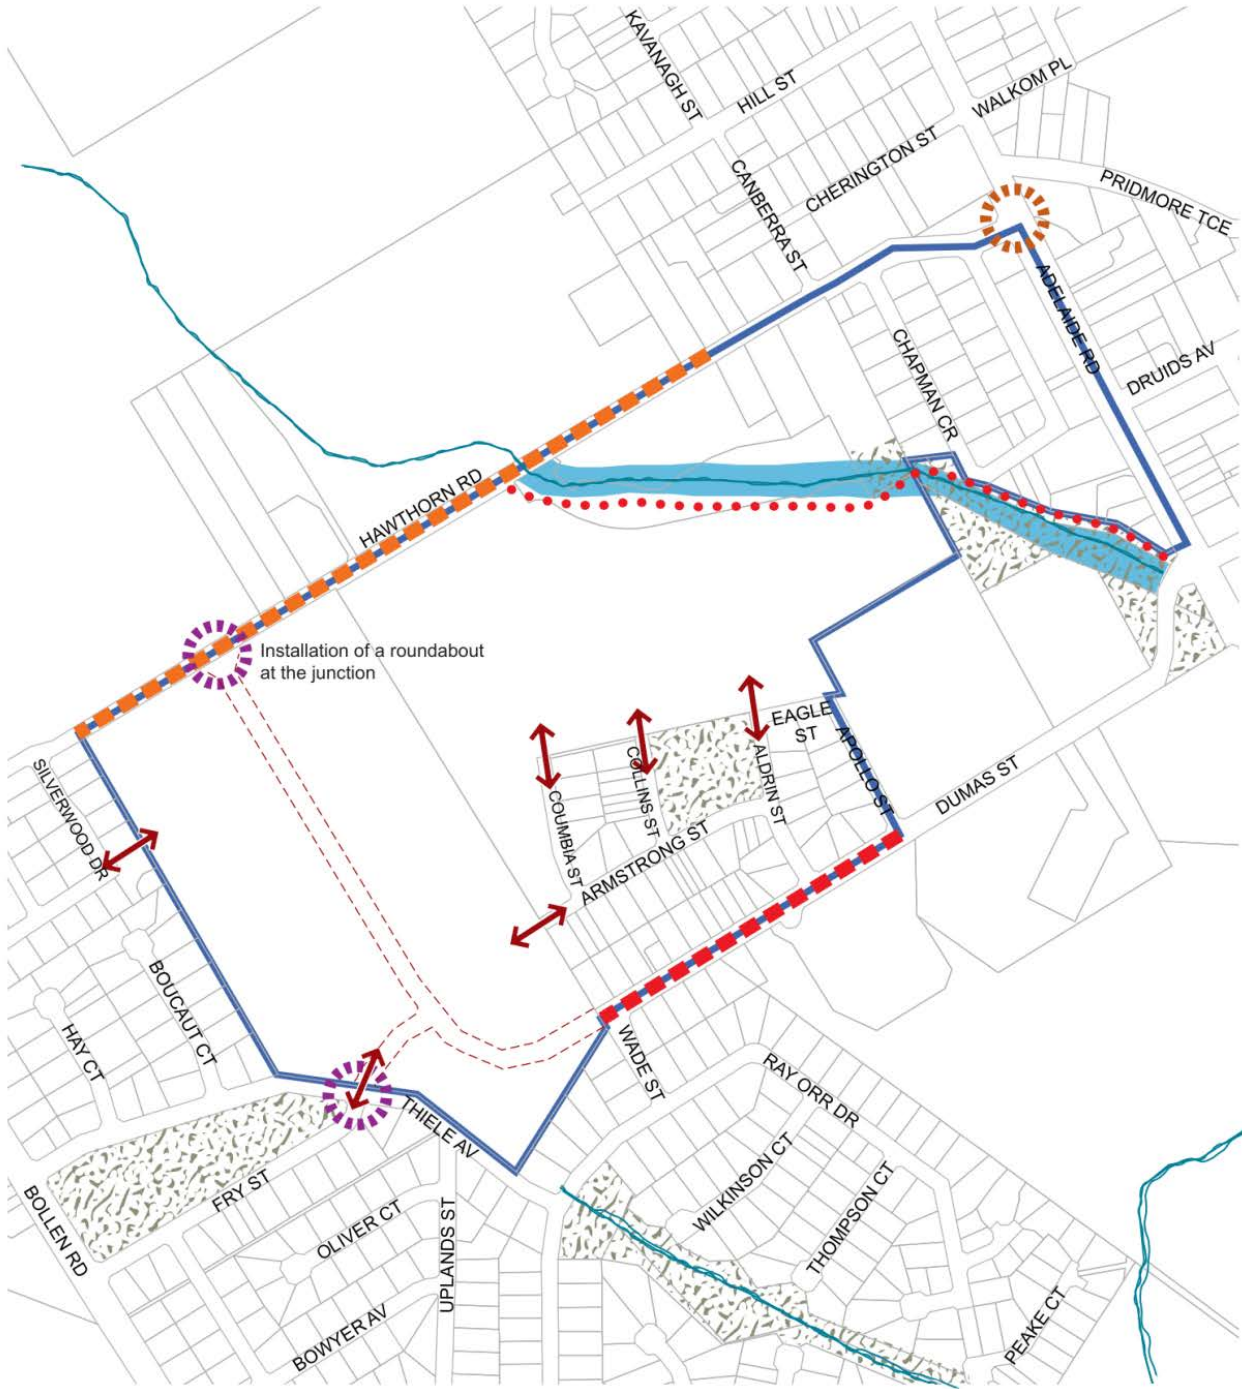 KAVANAGH ST
HILL ST
WALKOM PL
CANBERRA ST
CHERINGTON ST
PRIDMORE TCE
ADELAIDE RD
CHAPMAN CR
DRUIDS AV
HAWTHORN RD
Installation of a roundabout
at the junction
SILVERWOOD DR
EAGLE
ST
COLLINS ST
ALDRIN ST
APOLLO ST
COUMBIA ST
ARMSTRONG ST
DUMAS ST
BOUCAUT CT
HAY CT
WADE ST
RAY ORR DR
THIELE AV
FRY ST
BOLLEN RD
OLIVER CT
UPLANDS ST
WILKINSON CT
THOMPSON CT
BOWYER AV
PEAKE CT